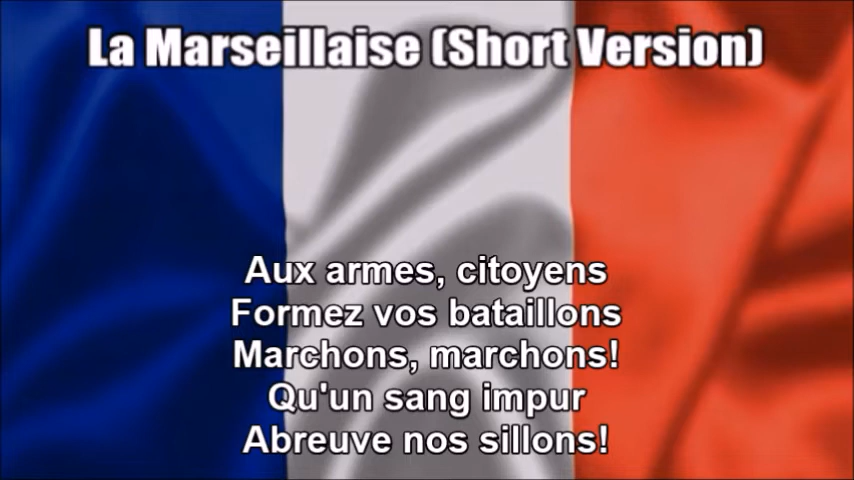 La Marseillaise (Short Version)
Aux armes, citoyens
Formez vos bataillons
Marchons, marchons!
Qu'un sang impur
Abreuve nos sillons!